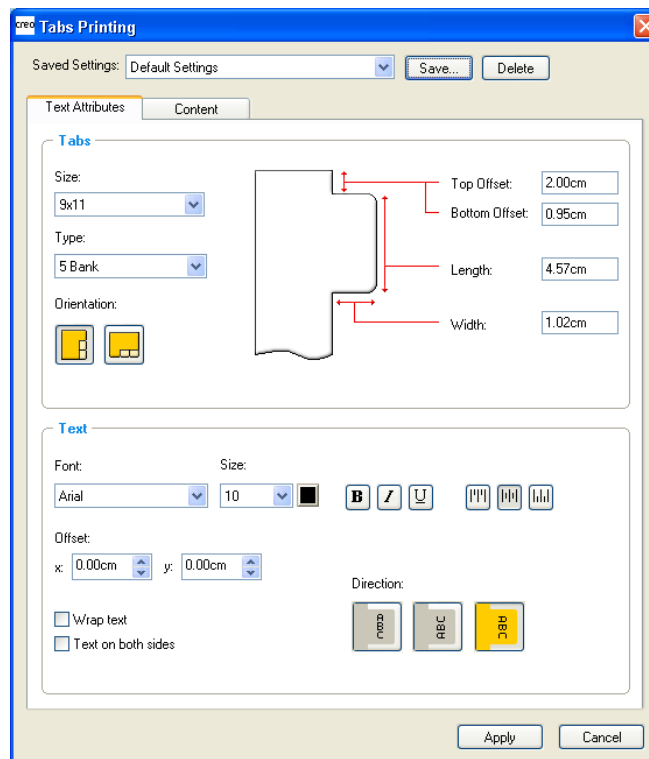 creo Tabs Printing
Saved Settings: Default Settings Save... Delete
Text Attributes Content
Tabs
Size:
9x11
Type:
5 Bank
Orientation:
Top Offset: 2.00cm
Bottom Offset: 0.95cm
Length: 4.57cm
Width: 1.02cm
Text
Font: Size:
Arial 10 B I U
Offset:
x: 0.00cm y: 0.00cm
Direction:
Wrap text
Text on both sides
ABC ABC ABC ABC
Apply Cancel